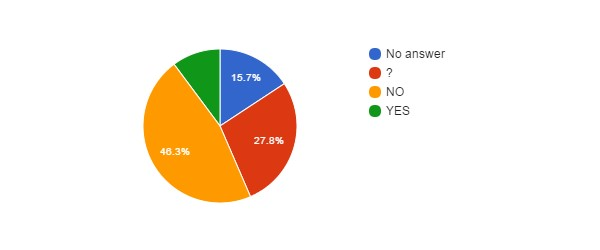 15.7%
27.8%
46.3%
No answer
?
NO
YES